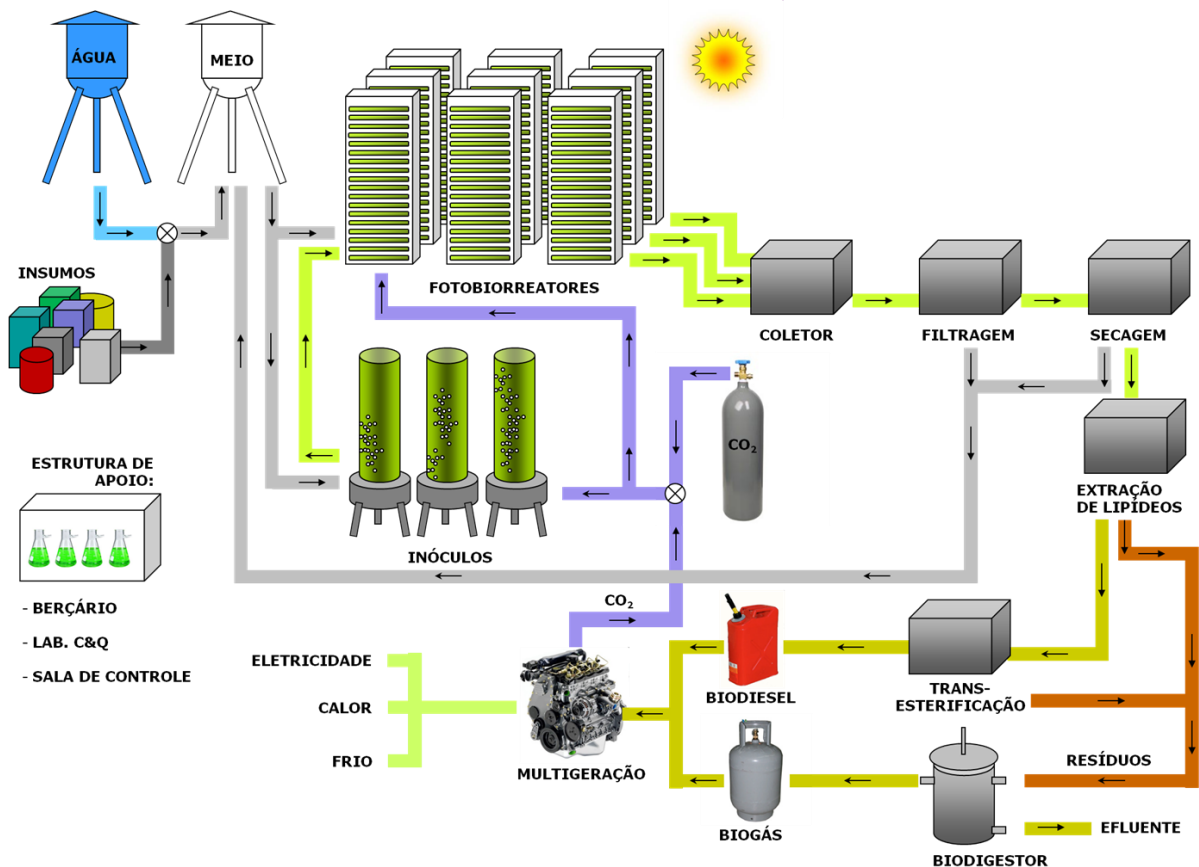 ÁGUA
MEIO
INSUMOS
FOTOBIORREATORES
COLETOR
FILTRAGEM
SECAGEM
CO₂
ESTRUTURA DE
APOIO:
EXTRAÇÃO
DE LIPÍDEOS
INÓCULOS
- BERÇÁRIO
- LAB. C&Q
- SALA DE CONTROLE
CO₂
ELETRICIDADE
CALOR
FRIO
MULTIGERAÇÃO
BIODIESEL
TRANS-
ESTERIFICAÇÃO
RESÍDUOS
BIOGÁS
EFLUENTE
BIODIGESTOR